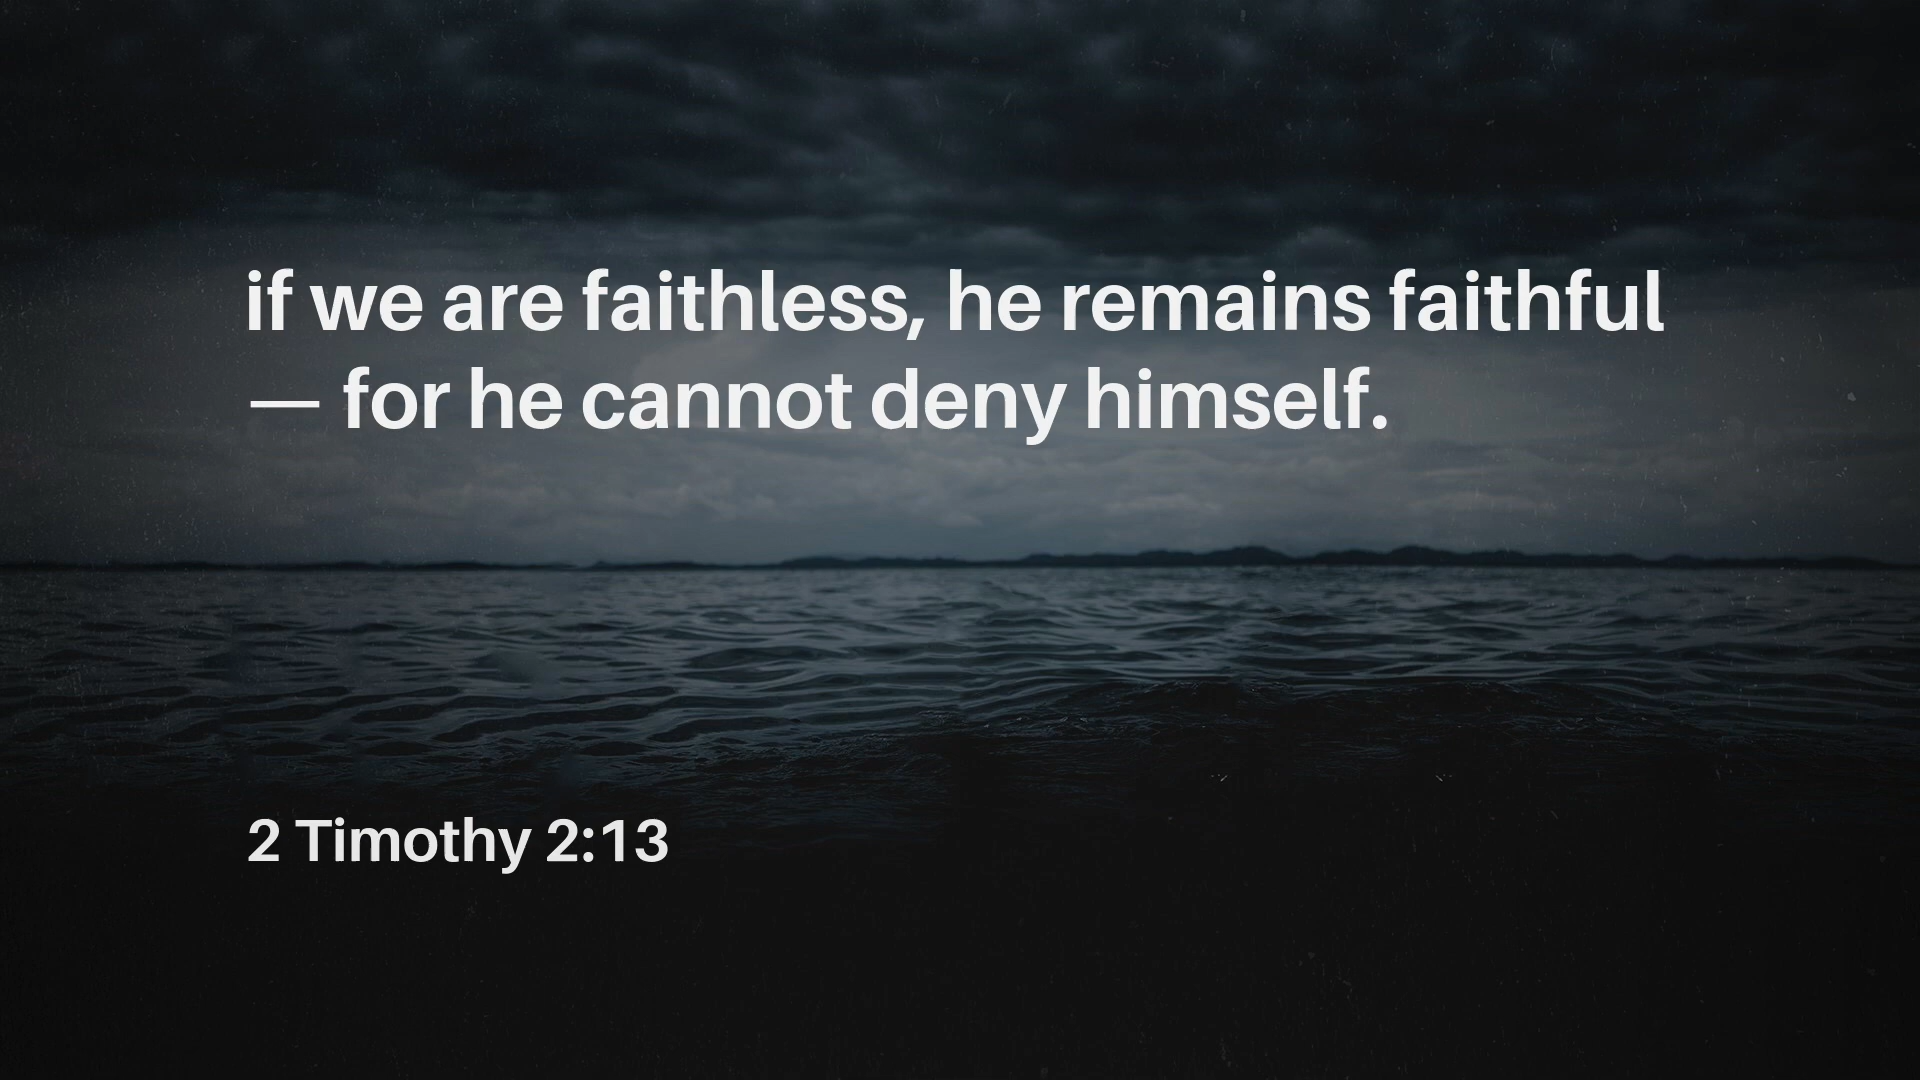 if we are faithless, he remains faithful
— for he cannot deny himself.
2 Timothy 2:13